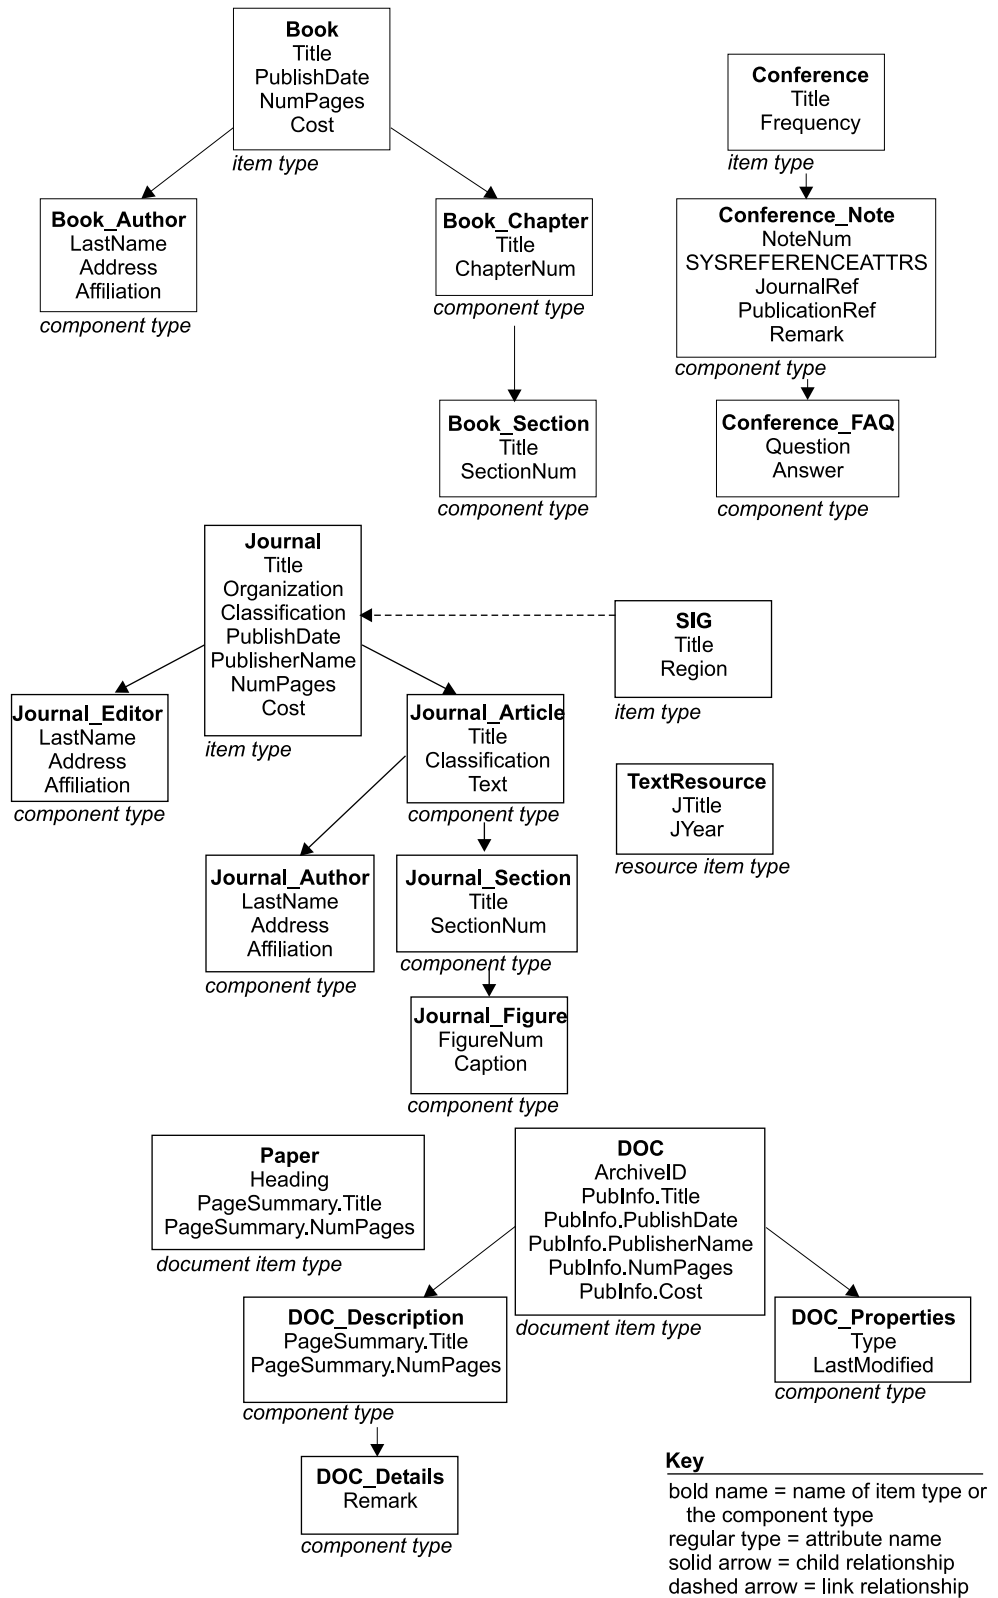 Book
Title
PublishDate
NumPages
Cost
item type
Conference
Title
Frequency
item type
Book_Author
LastName
Address
Affiliation
component type
Book_Chapter
Title
ChapterNum
component type
Conference_Note
NoteNum
SYSREFERENCEATTRS
JournalRef
PublicationRef
Remark
component type
Book_Section
Title
SectionNum
component type
Conference_FAQ
Question
Answer
component type
Journal
Title
Organization
Classification
PublishDate
PublisherName
NumPages
Cost
item type
SIG
Title
Region
item type
Journal_Editor
LastName
Address
Affiliation
component type
Journal_Article
Title
Classification
Text
component type
TextResource
JTitle
JYear
resource item type
Journal_Author
LastName
Address
Affiliation
component type
Journal_Section
Title
SectionNum
component type
Journal_Figure
FigureNum
Caption
component type
Paper
Heading
PageSummary.Title
PageSummary.NumPages
document item type
DOC
ArchiveID
PubInfo.Title
PubInfo.PublishDate
PubInfo.PublisherName
PubInfo.NumPages
PubInfo.Cost
document item type
DOC_Description
PageSummary.Title
PageSummary.NumPages
component type
DOC_Properties
Type
LastModified
component type
DOC_Details
Remark
component type
Key
bold name = name of item type or
the component type
regular type = attribute name
solid arrow = child relationship
dashed arrow = link relationship